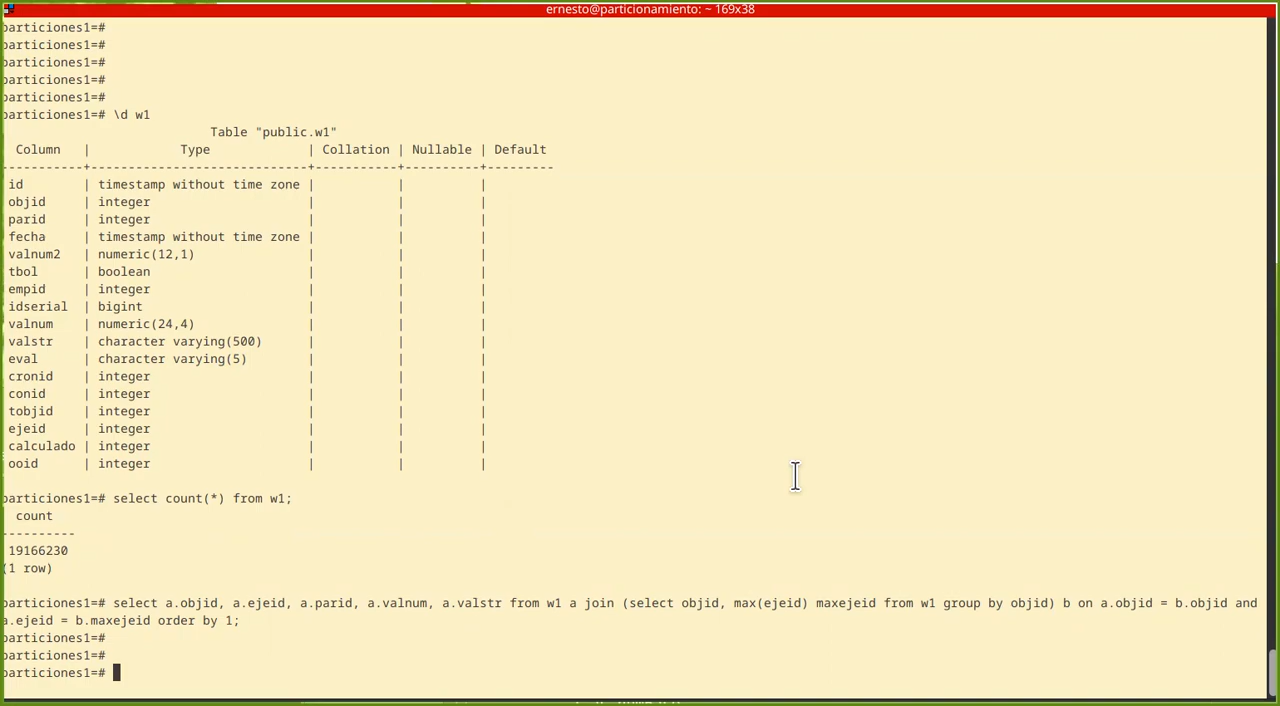 ernesto@particionamiento: ~ 169x38
particiones1=#
particiones1=#
particiones1=#
particiones1=#
particiones1=#
particiones1=# \d w1
                            Table "public.w1"
  Column   |            Type             | Collation | Nullable | Default
-----------+-----------------------------+-----------+----------+---------
 id        | timestamp without time zone |           |          |
 objid     | integer                     |           |          |
 parid     | integer                     |           |          |
 fecha     | timestamp without time zone |           |          |
 valnum2   | numeric(12,1)               |           |          |
 tbol      | boolean                     |           |          |
 empid     | integer                     |           |          |
 idserial  | bigint                      |           |          |
 valnum    | numeric(24,4)               |           |          |
 valstr    | character varying(500)      |           |          |
 eval      | character varying(5)        |           |          |
 cronid    | integer                     |           |          |
 conid     | integer                     |           |          |
 tobjid    | integer                     |           |          |
 ejeid     | integer                     |           |          |
 calculado | integer                     |           |          |
 ooid      | integer                     |           |          |
particiones1=# select count(*) from w1;
  count
----------
 19166230
(1 row)
particiones1=# select a.objid, a.ejeid, a.parid, a.valnum, a.valstr from w1 a join (select objid, max(ejeid) maxejeid from w1 group by objid) b on a.objid = b.objid and
a.ejeid = b.maxejeid order by 1;
particiones1=#
particiones1=#
particiones1=#